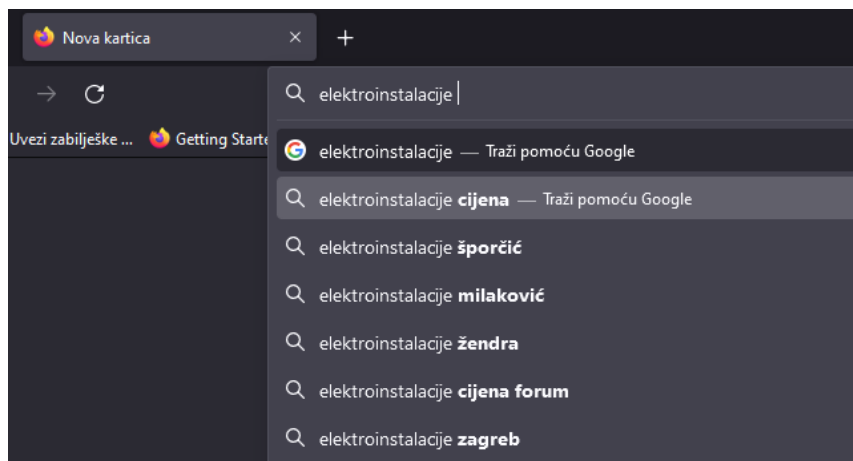 Nova kartica
elektroinstalacije
Uvezi zabilješke ... Getting Starte
elektroinstalacije — Traži pomoću Google
elektroinstalacije cijena — Traži pomoću Google
elektroinstalacije šporčić
elektroinstalacije milaković
elektroinstalacije žendra
elektroinstalacije cijena forum
elektroinstalacije zagreb